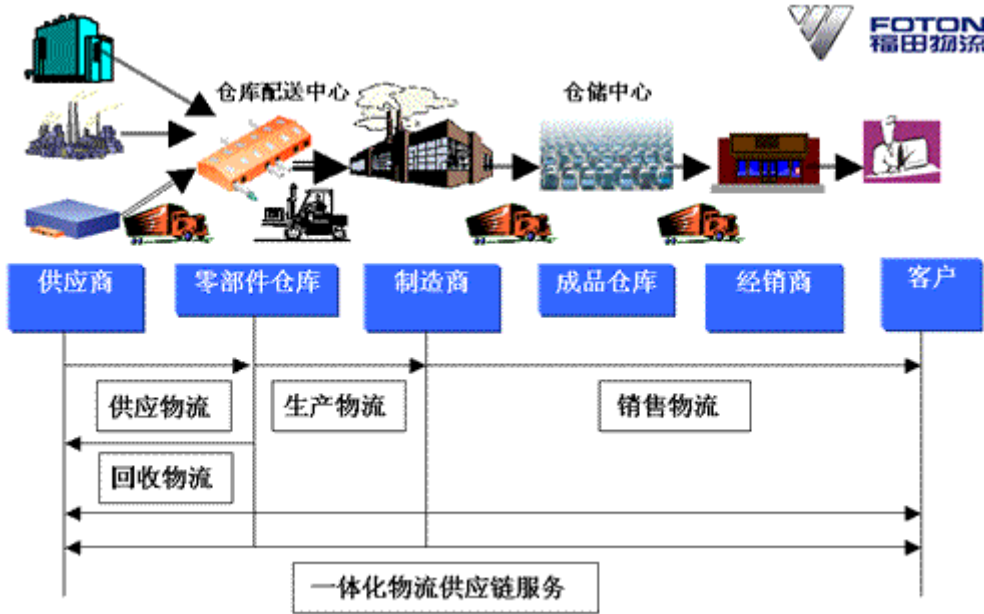 FOTON
福田物流
仓库配送中心
仓储中心
供应商
零部件仓库
制造商
成品仓库
经销商
客户
供应物流
生产物流
销售物流
回收物流
一体化物流供应链服务